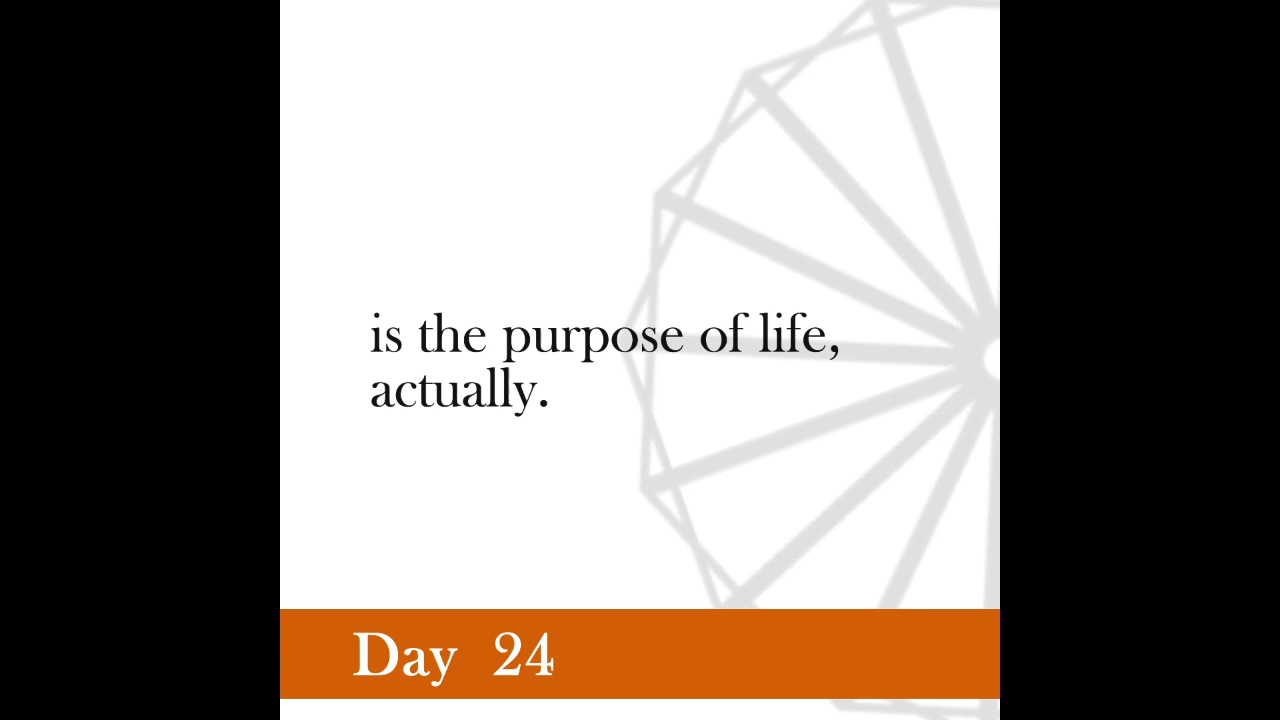 is the purpose of life,
actually.
Day 24